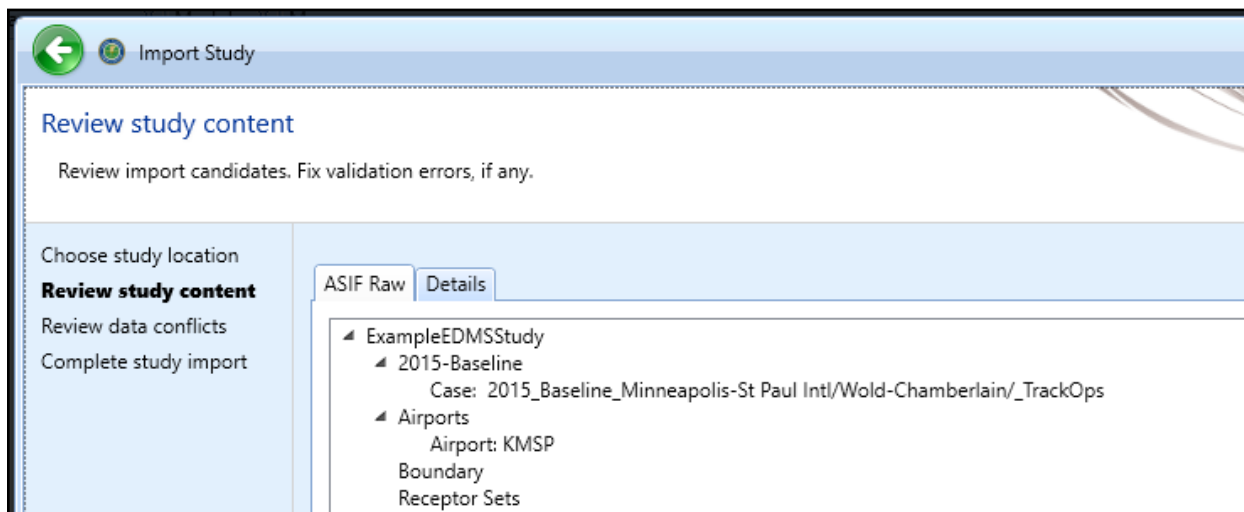 Import Study
Review study content
Review import candidates. Fix validation errors, if any.
Choose study location
Review study content
Review data conflicts
Complete study import
ASIF Raw
Details
ExampleEDMSStudy
2015-Baseline
Case: 2015_Baseline_Minneapolis-St Paul Intl/Wold-Chamberlain/_TrackOps
Airports
Airport: KMSP
Boundary
Receptor Sets